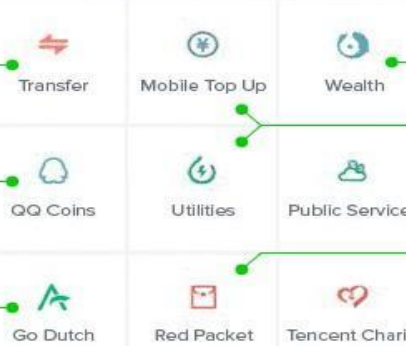 Transfer
Mobile Top Up
Wealth
QQ Coins
Utilities
Public Service
Go Dutch
Red Packet
Tencent Chari